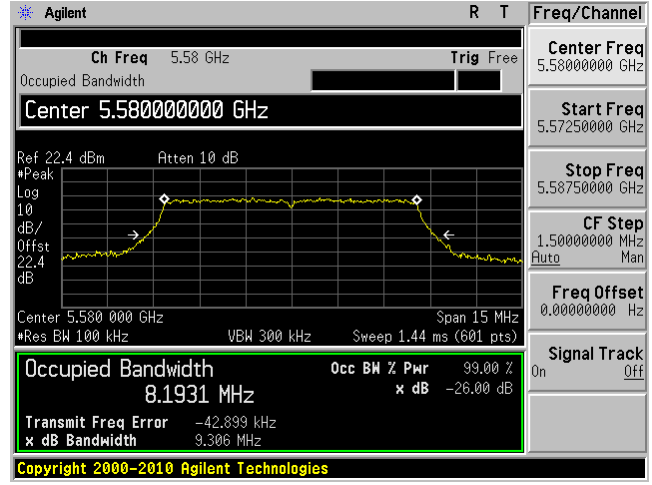 Agilent R T
Ch Freq 5.58 GHz Trig Free
Occupied Bandwidth
Center 5.580000000 GHz
Ref 22.4 dBm Atten 10 dB
#Peak
Log
10
dB/
Offst
22.4
dB
Center 5.580 000 GHz Span 15 MHz
#Res BW 100 kHz VBW 300 kHz Sweep 1.44 ms (601 pts)
Occupied Bandwidth Occ BW % Pwr 99.00 %
8.1931 MHz x dB -26.00 dB
Transmit Freq Error -42.899 kHz
x dB Bandwidth 9.306 MHz
Copyright 2000-2010 Agilent Technologies
Freq/Channel
Center Freq
5.58000000 GHz
Start Freq
5.57250000 GHz
Stop Freq
5.58750000 GHz
CF Step
1.50000000 MHz
Auto Man
Freq Offset
0.00000000 Hz
Signal Track
On Off